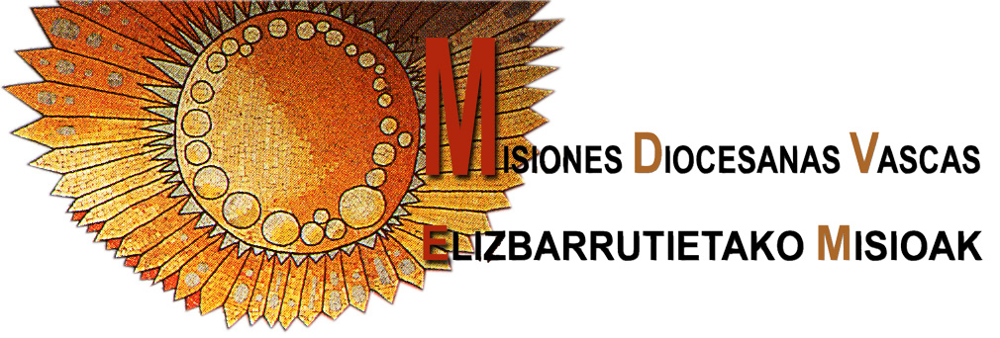 MISIONES DIOCESANAS VASCAS
ELIZBARRUTIETAKO MISIOAK